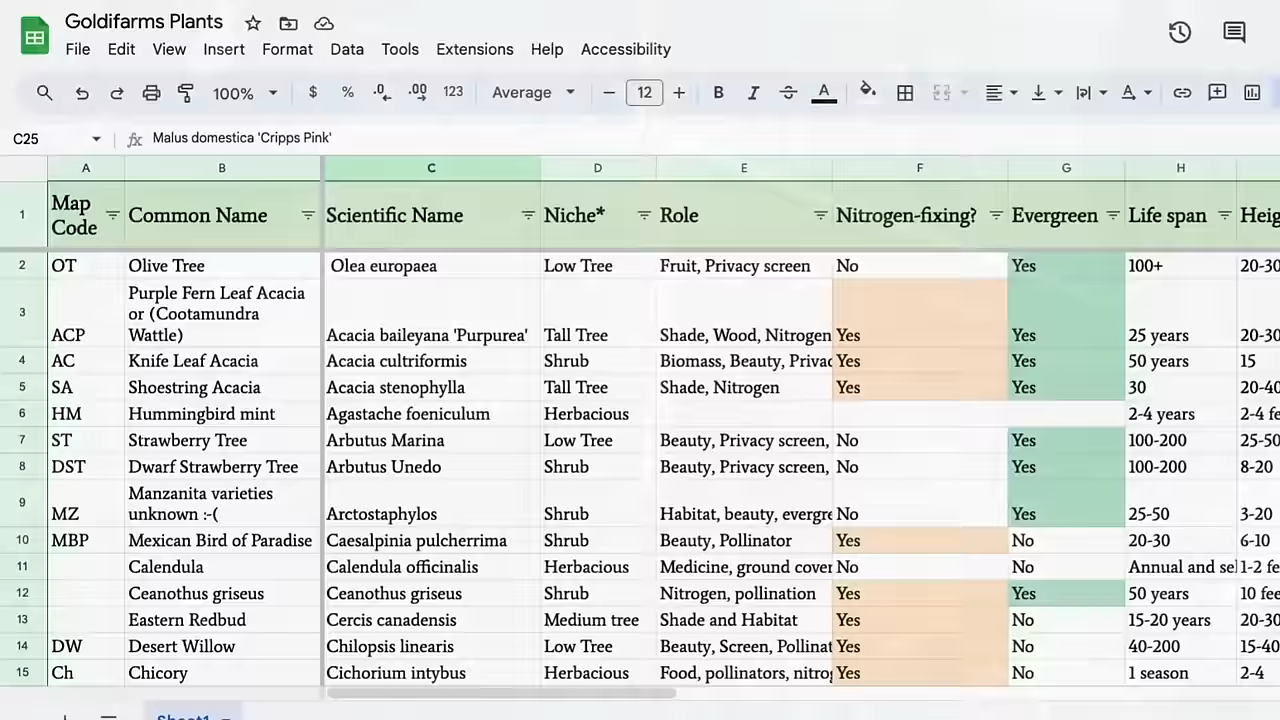 Goldifarms Plants
File Edit View Insert Format Data Tools Extensions Help Accessibility
100% $ % .0 .00 123 Average 12 B I S A A
C25 fx Malus domestica 'Cripps Pink'
A B C D E F G H
1 Map Code Common Name Scientific Name Niche* Role Nitrogen-fixing? Evergreen Life span Heig
2 OT Olive Tree Olea europaea Low Tree Fruit, Privacy screen No Yes 100+ 20-30
3 ACP Purple Fern Leaf Acacia or (Cootamundra Wattle) Acacia baileyana 'Purpurea' Tall Tree Shade, Wood, Nitrogen Yes Yes 25 years 20-30
4 AC Knife Leaf Acacia Acacia cultriformis Shrub Biomass, Beauty, Privac Yes Yes 50 years 15
5 SA Shoestring Acacia Acacia stenophylla Tall Tree Shade, Nitrogen Yes Yes 30 20-40
6 HM Hummingbird mint Agastache foeniculum Herbacious 2-4 years 2-4 fe
7 ST Strawberry Tree Arbutus Marina Low Tree Beauty, Privacy screen, No Yes 100-200 25-50
8 DST Dwarf Strawberry Tree Arbutus Unedo Shrub Beauty, Privacy screen, No Yes 100-200 8-20
9 MZ Manzanita varieties unknown :-( Arctostaphylos Shrub Habitat, beauty, evergre No Yes 25-50 3-20
10 MBP Mexican Bird of Paradise Caesalpinia pulcherrima Shrub Beauty, Pollinator Yes No 20-30 6-10
11 Calendula Calendula officinalis Herbacious Medicine, ground cover No No Annual and sel 1-2 fe
12 Ceanothus griseus Ceanothus griseus Shrub Nitrogen, pollination Yes Yes 50 years 10 fee
13 Eastern Redbud Cercis canadensis Medium tree Shade and Habitat Yes No 15-20 years 20-30
14 DW Desert Willow Chilopsis linearis Low Tree Beauty, Screen, Pollinat Yes No 40-200 15-40
15 Ch Chicory Cichorium intybus Herbacious Food, pollinators, nitrog Yes No 1 season 2-4
Sheet1